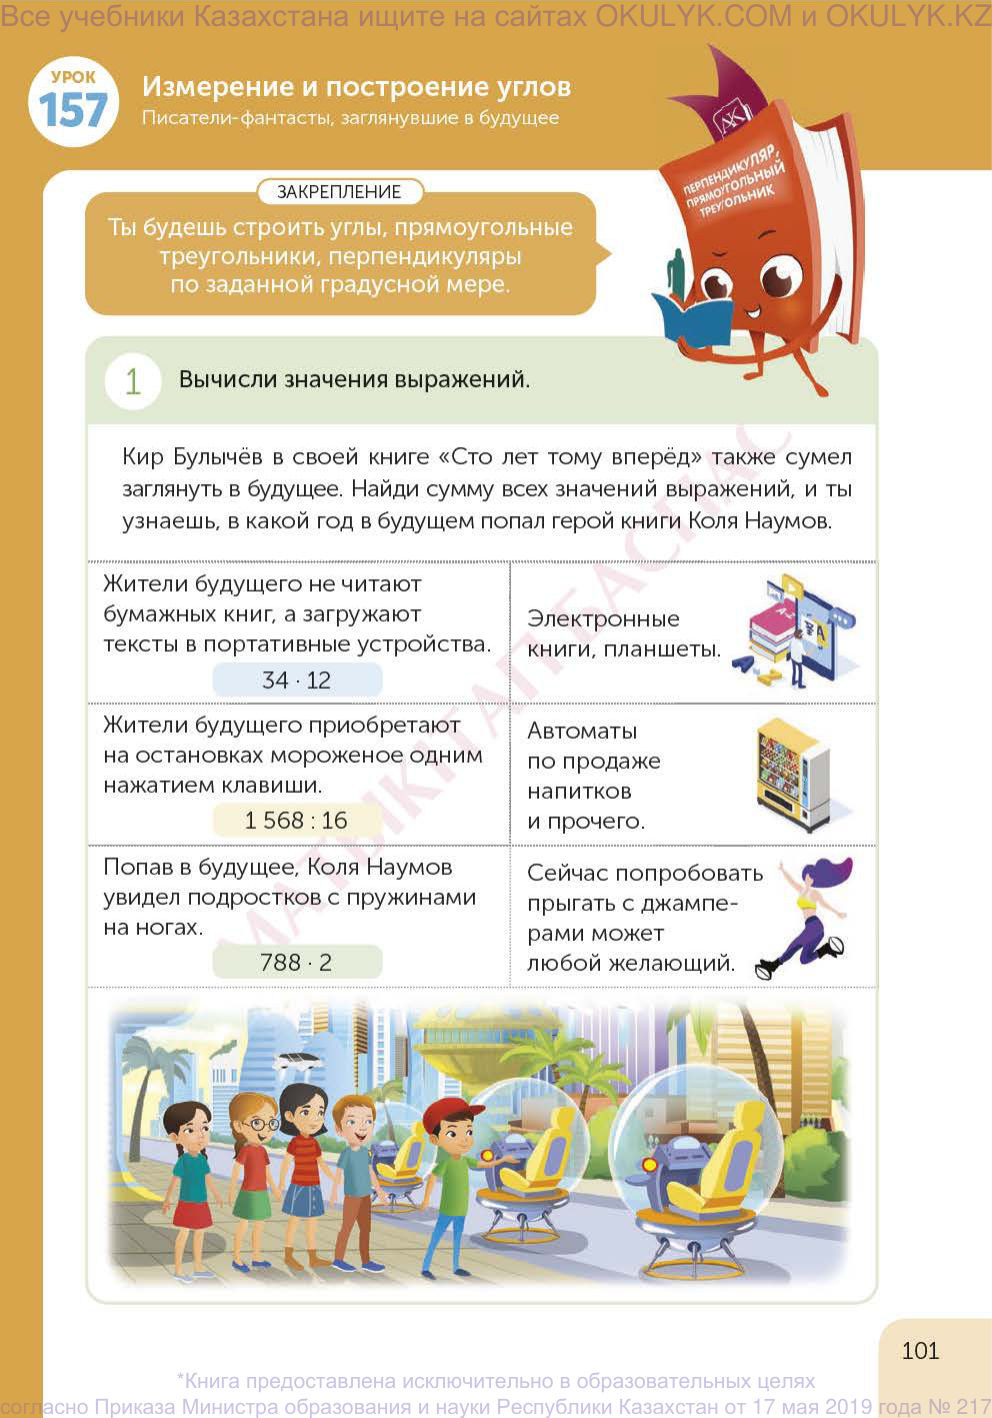 Все учебники Казахстана ищите на сайтах OKULYK.COM и OKULYK.KZ
УРОК
157
Измерение и построение углов
Писатели-фантасты, заглянувшие в будущее
АК
ПЕРПЕНДИКУЛЯР,
ПРЯМОУГОЛЬНЫЙ
ТРЕУГОЛЬНИК
ЗАКРЕПЛЕНИЕ
Ты будешь строить углы, прямоугольные
треугольники, перпендикуляры
по заданной градусной мере.
1
Вычисли значения выражений.
Кир Булычёв в своей книге «Сто лет тому вперёд» также сумел
заглянуть в будущее. Найди сумму всех значений выражений, и ты
узнаешь, в какой год в будущем попал герой книги Коля Наумов.
Жители будущего не читают
бумажных книг, а загружают
тексты в портативные устройства.
34 · 12
Электронные
книги, планшеты.
Жители будущего приобретают
на остановках мороженое одним
нажатием клавиши.
1 568 : 16
Автоматы
по продаже
напитков
и прочего.
Попав в будущее, Коля Наумов
увидел подростков с пружинами
на ногах.
788 · 2
Сейчас попробовать
прыгать с джампе-
рами может
любой желающий.
АЛМАТЫКІТАП БАСПАСЫ
101
*Книга предоставлена исключительно в образовательных целях
согласно Приказа Министра образования и науки Республики Казахстан от 17 мая 2019 года № 217